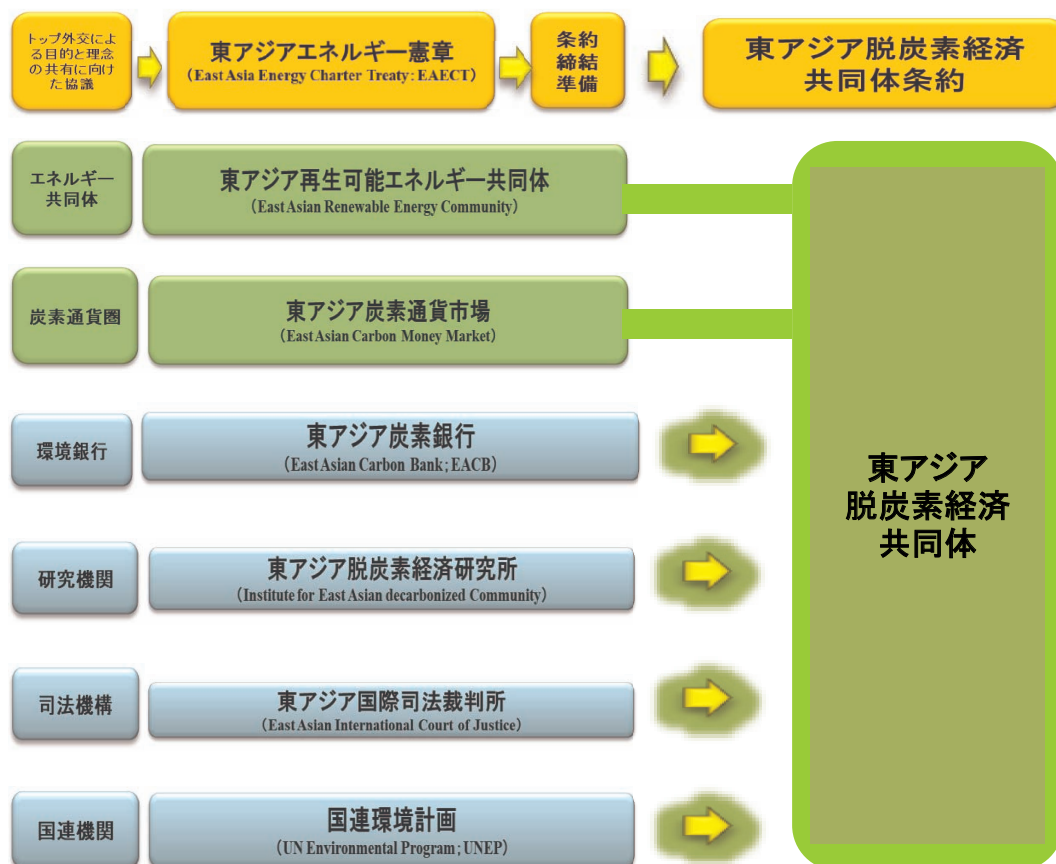 トップ外交によ
る目的と理念
の共有に向け
た協議
東アジアエネルギー憲章
(East Asia Energy Charter Treaty: EAECT)
条約
締結
準備
東アジア脱炭素経済
共同体条約
エネルギー
共同体
東アジア再生可能エネルギー共同体
(East Asian Renewable Energy Community)
炭素通貨圏
東アジア炭素通貨市場
(East Asian Carbon Money Market)
環境銀行
東アジア炭素銀行
(East Asian Carbon Bank; EACB)
研究機関
東アジア脱炭素経済研究所
(Institute for East Asian decarbonized Community)
司法機構
東アジア国際司法裁判所
(East Asian International Court of Justice)
国連機関
国連環境計画
(UN Environmental Program; UNEP)
東アジア
脱炭素経済
共同体